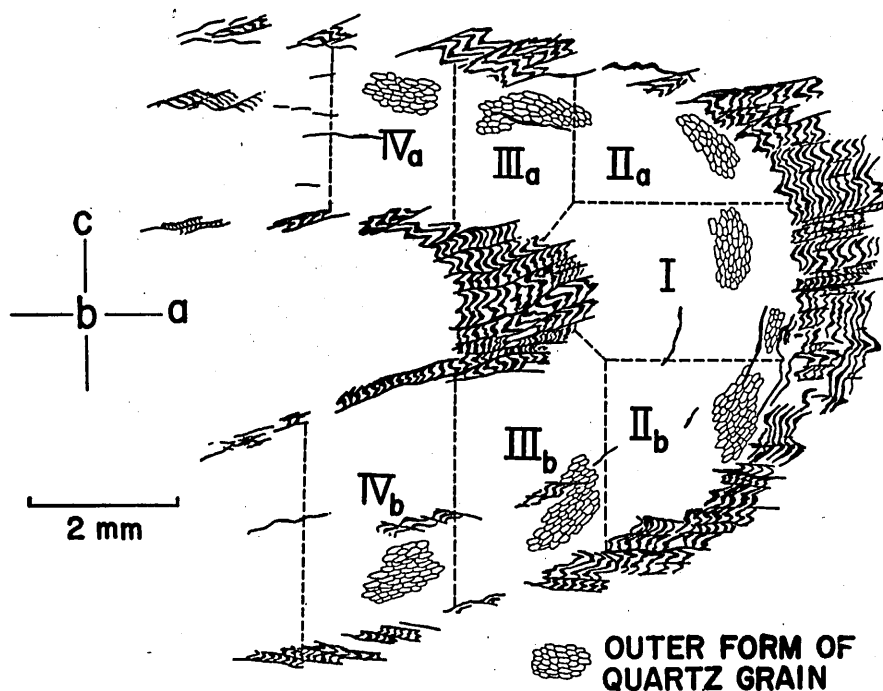 IVa
IIIa
IIa
c
b
a
I
IIb
IIIb
IVb
2 mm
OUTER FORM OF
QUARTZ GRAIN